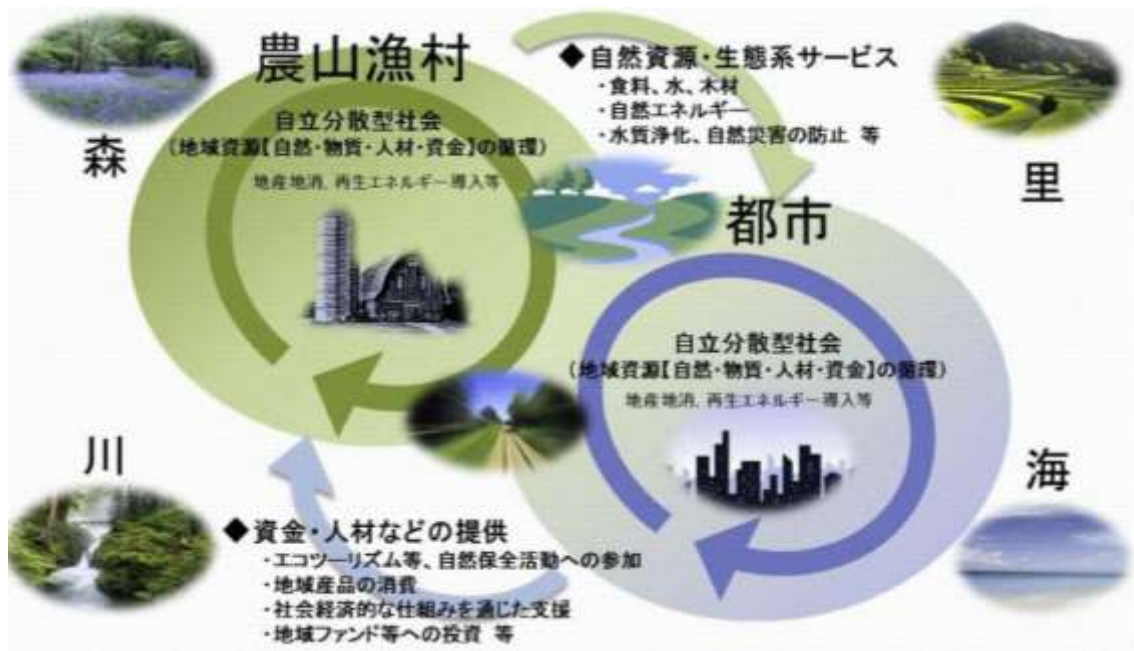 農山漁村
◆自然資源・生態系サービス
・食料、水、木材
・自然エネルギー
・水質浄化、自然災害の防止 等
森
里
自立分散型社会
(地域資源【自然・物質・人材・資金】の循環)
地産地消、再生エネルギー導入等
都市
自立分散型社会
(地域資源【自然・物質・人材・資金】の循環)
地産地消、再生エネルギー導入等
川
海
◆資金・人材などの提供
・エコツーリズム等、自然保全活動への参加
・地域産品の消費
・社会経済的な仕組みを通じた支援
・地域ファンド等への投資 等